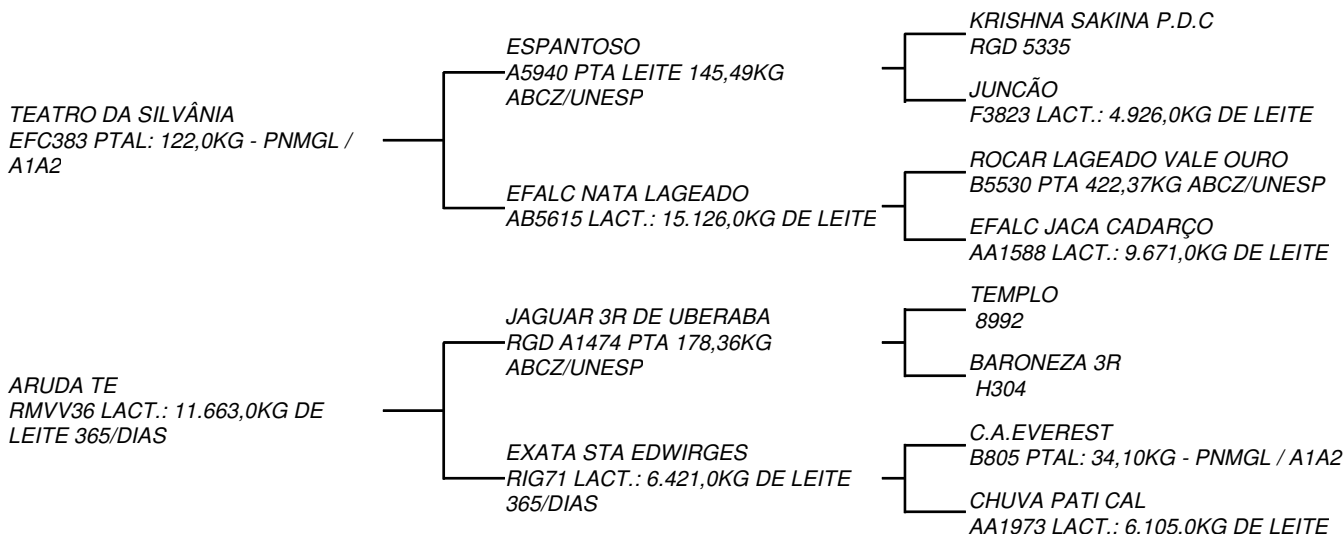 TEATRO DA SILVÂNIA
EFC383 PTAL: 122,0KG - PNMGL /
A1A2
ARUDA TE
RMVV36 LACT.: 11.663,0KG DE
LEITE 365/DIAS
ESPANTOSO
A5940 PTA LEITE 145,49KG
ABCZ/UNESP
EFALC NATA LAGEADO
AB5615 LACT.: 15.126,0KG DE LEITE
JAGUAR 3R DE UBERABA
RGD A1474 PTA 178,36KG
ABCZ/UNESP
EXATA STA EDWIRGES
RIG71 LACT.: 6.421,0KG DE LEITE
365/DIAS
KRISHNA SAKINA P.D.C
RGD 5335
JUNCÃO
F3823 LACT.: 4.926,0KG DE LEITE
ROCAR LAGEADO VALE OURO
B5530 PTA 422,37KG ABCZ/UNESP
EFALC JACA CADARÇO
AA1588 LACT.: 9.671,0KG DE LEITE
TEMPLO
8992
BARONEZA 3R
H304
C.A.EVEREST
B805 PTAL: 34,10KG - PNMGL / A1A2
CHUVA PATI CAL
AA1973 LACT.: 6.105,0KG DE LEITE